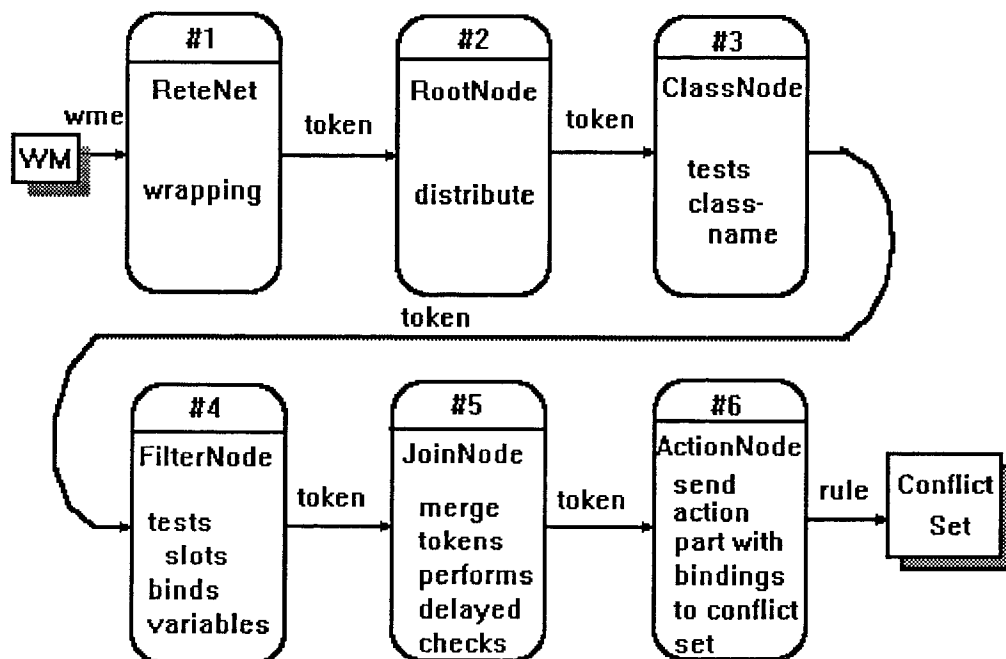 #1
#2
#3
ReteNet
RootNode
ClassNode
wme
token
token
WM
wrapping
distribute
tests
class-
name
token
#4
#5
#6
FilterNode
JoinNode
ActionNode
tests
slots
binds
variables
token
merge
tokens
performs
delayed
checks
token
send
action
part with
bindings
to conflict
set
rule
Conflict
Set